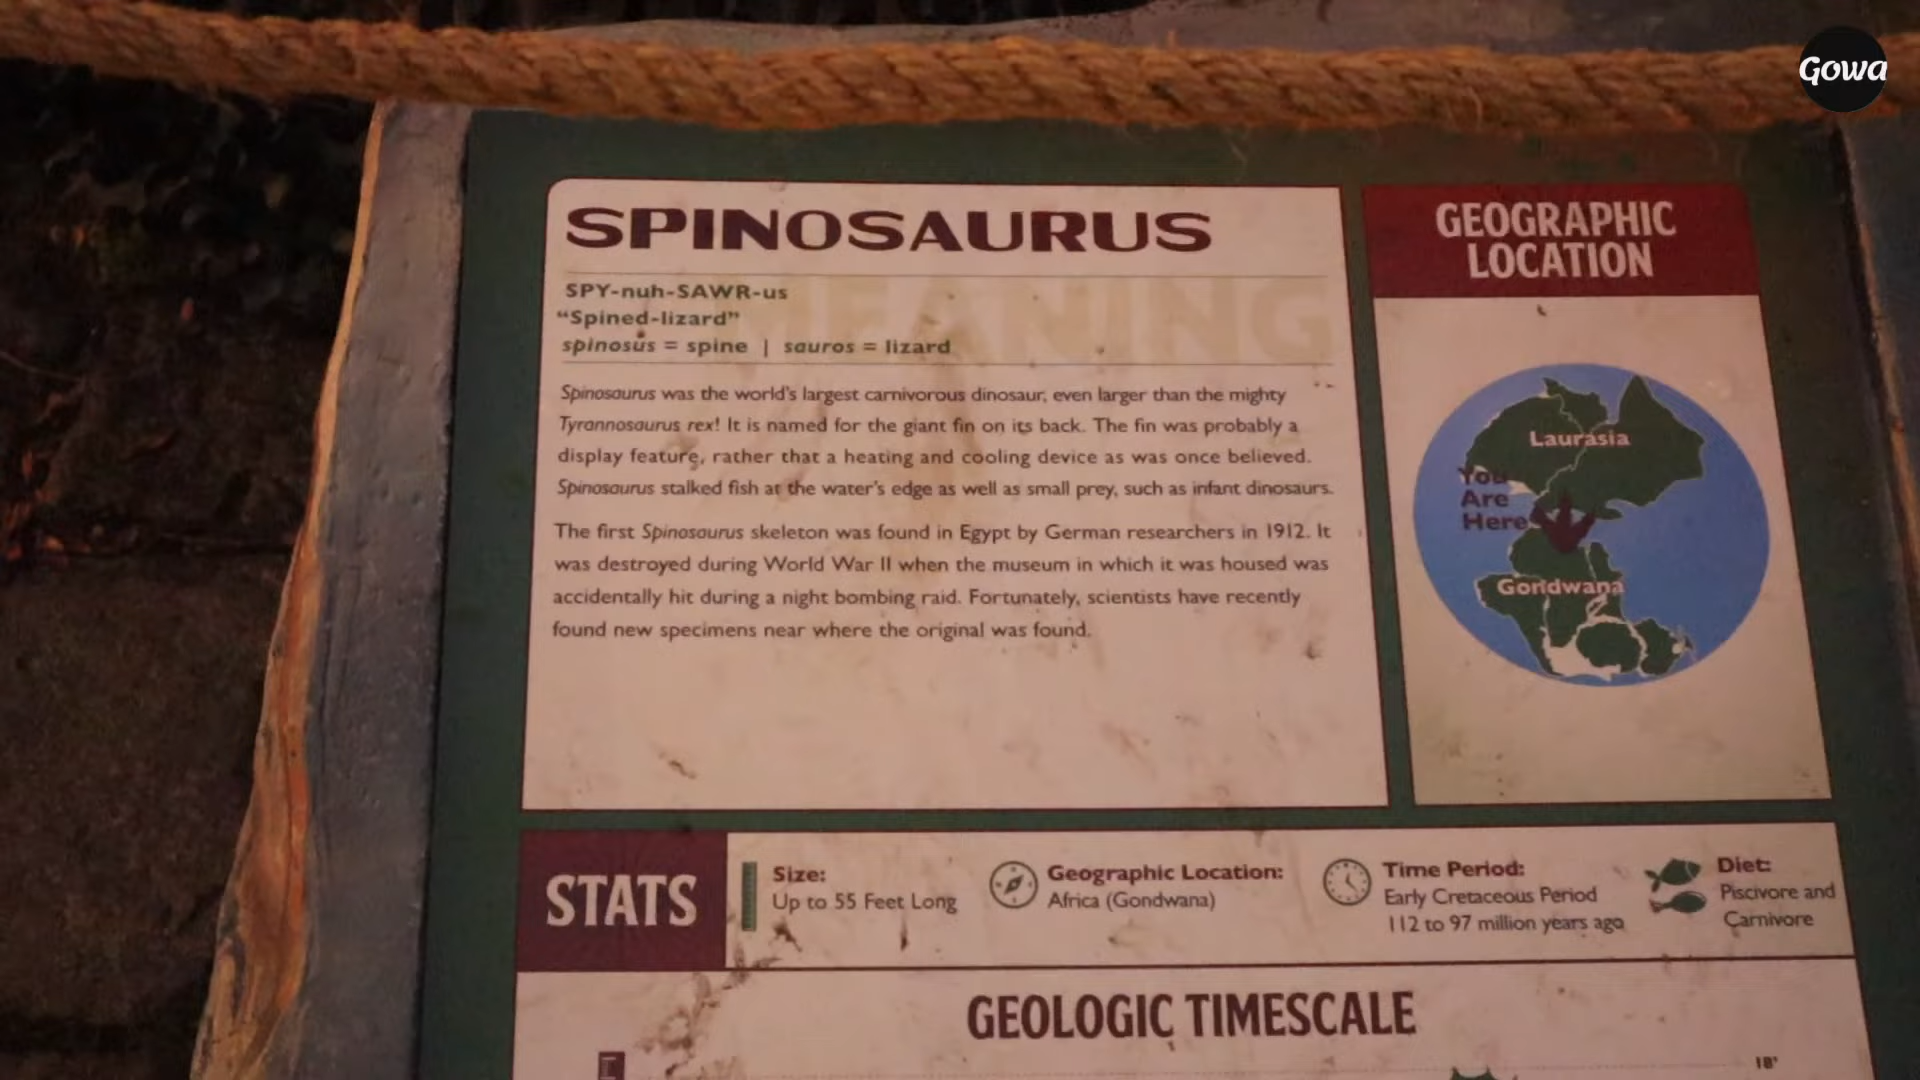 Gowa
SPINOSAURUS
MEANING
SPY-nuh-SAWR-us
“Spined-lizard”
spinosus = spine | sauros = lizard
Spinosaurus was the world's largest carnivorous dinosaur, even larger than the mighty
Tyrannosaurus rex! It is named for the giant fin on its back. The fin was probably a
display feature, rather that a heating and cooling device as was once believed.
Spinosaurus stalked fish at the water's edge as well as small prey, such as infant dinosaurs.
The first Spinosaurus skeleton was found in Egypt by German researchers in 1912. It
was destroyed during World War II when the museum in which it was housed was
accidentally hit during a night bombing raid. Fortunately, scientists have recently
found new specimens near where the original was found.
GEOGRAPHIC
LOCATION
Laurasia
You
Are
Here
Gondwana
STATS
Size:
Up to 55 Feet Long
Geographic Location:
Africa (Gondwana)
Time Period:
Early Cretaceous Period
112 to 97 million years ago
Diet:
Piscivore and
Carnivore
GEOLOGIC TIMESCALE
18'